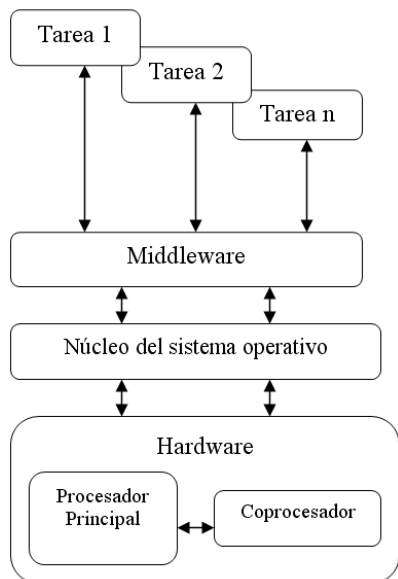 Tarea 1
Tarea 2
Tarea n
Middleware
Núcleo del sistema operativo
Hardware
Procesador
Principal
Coprocesador